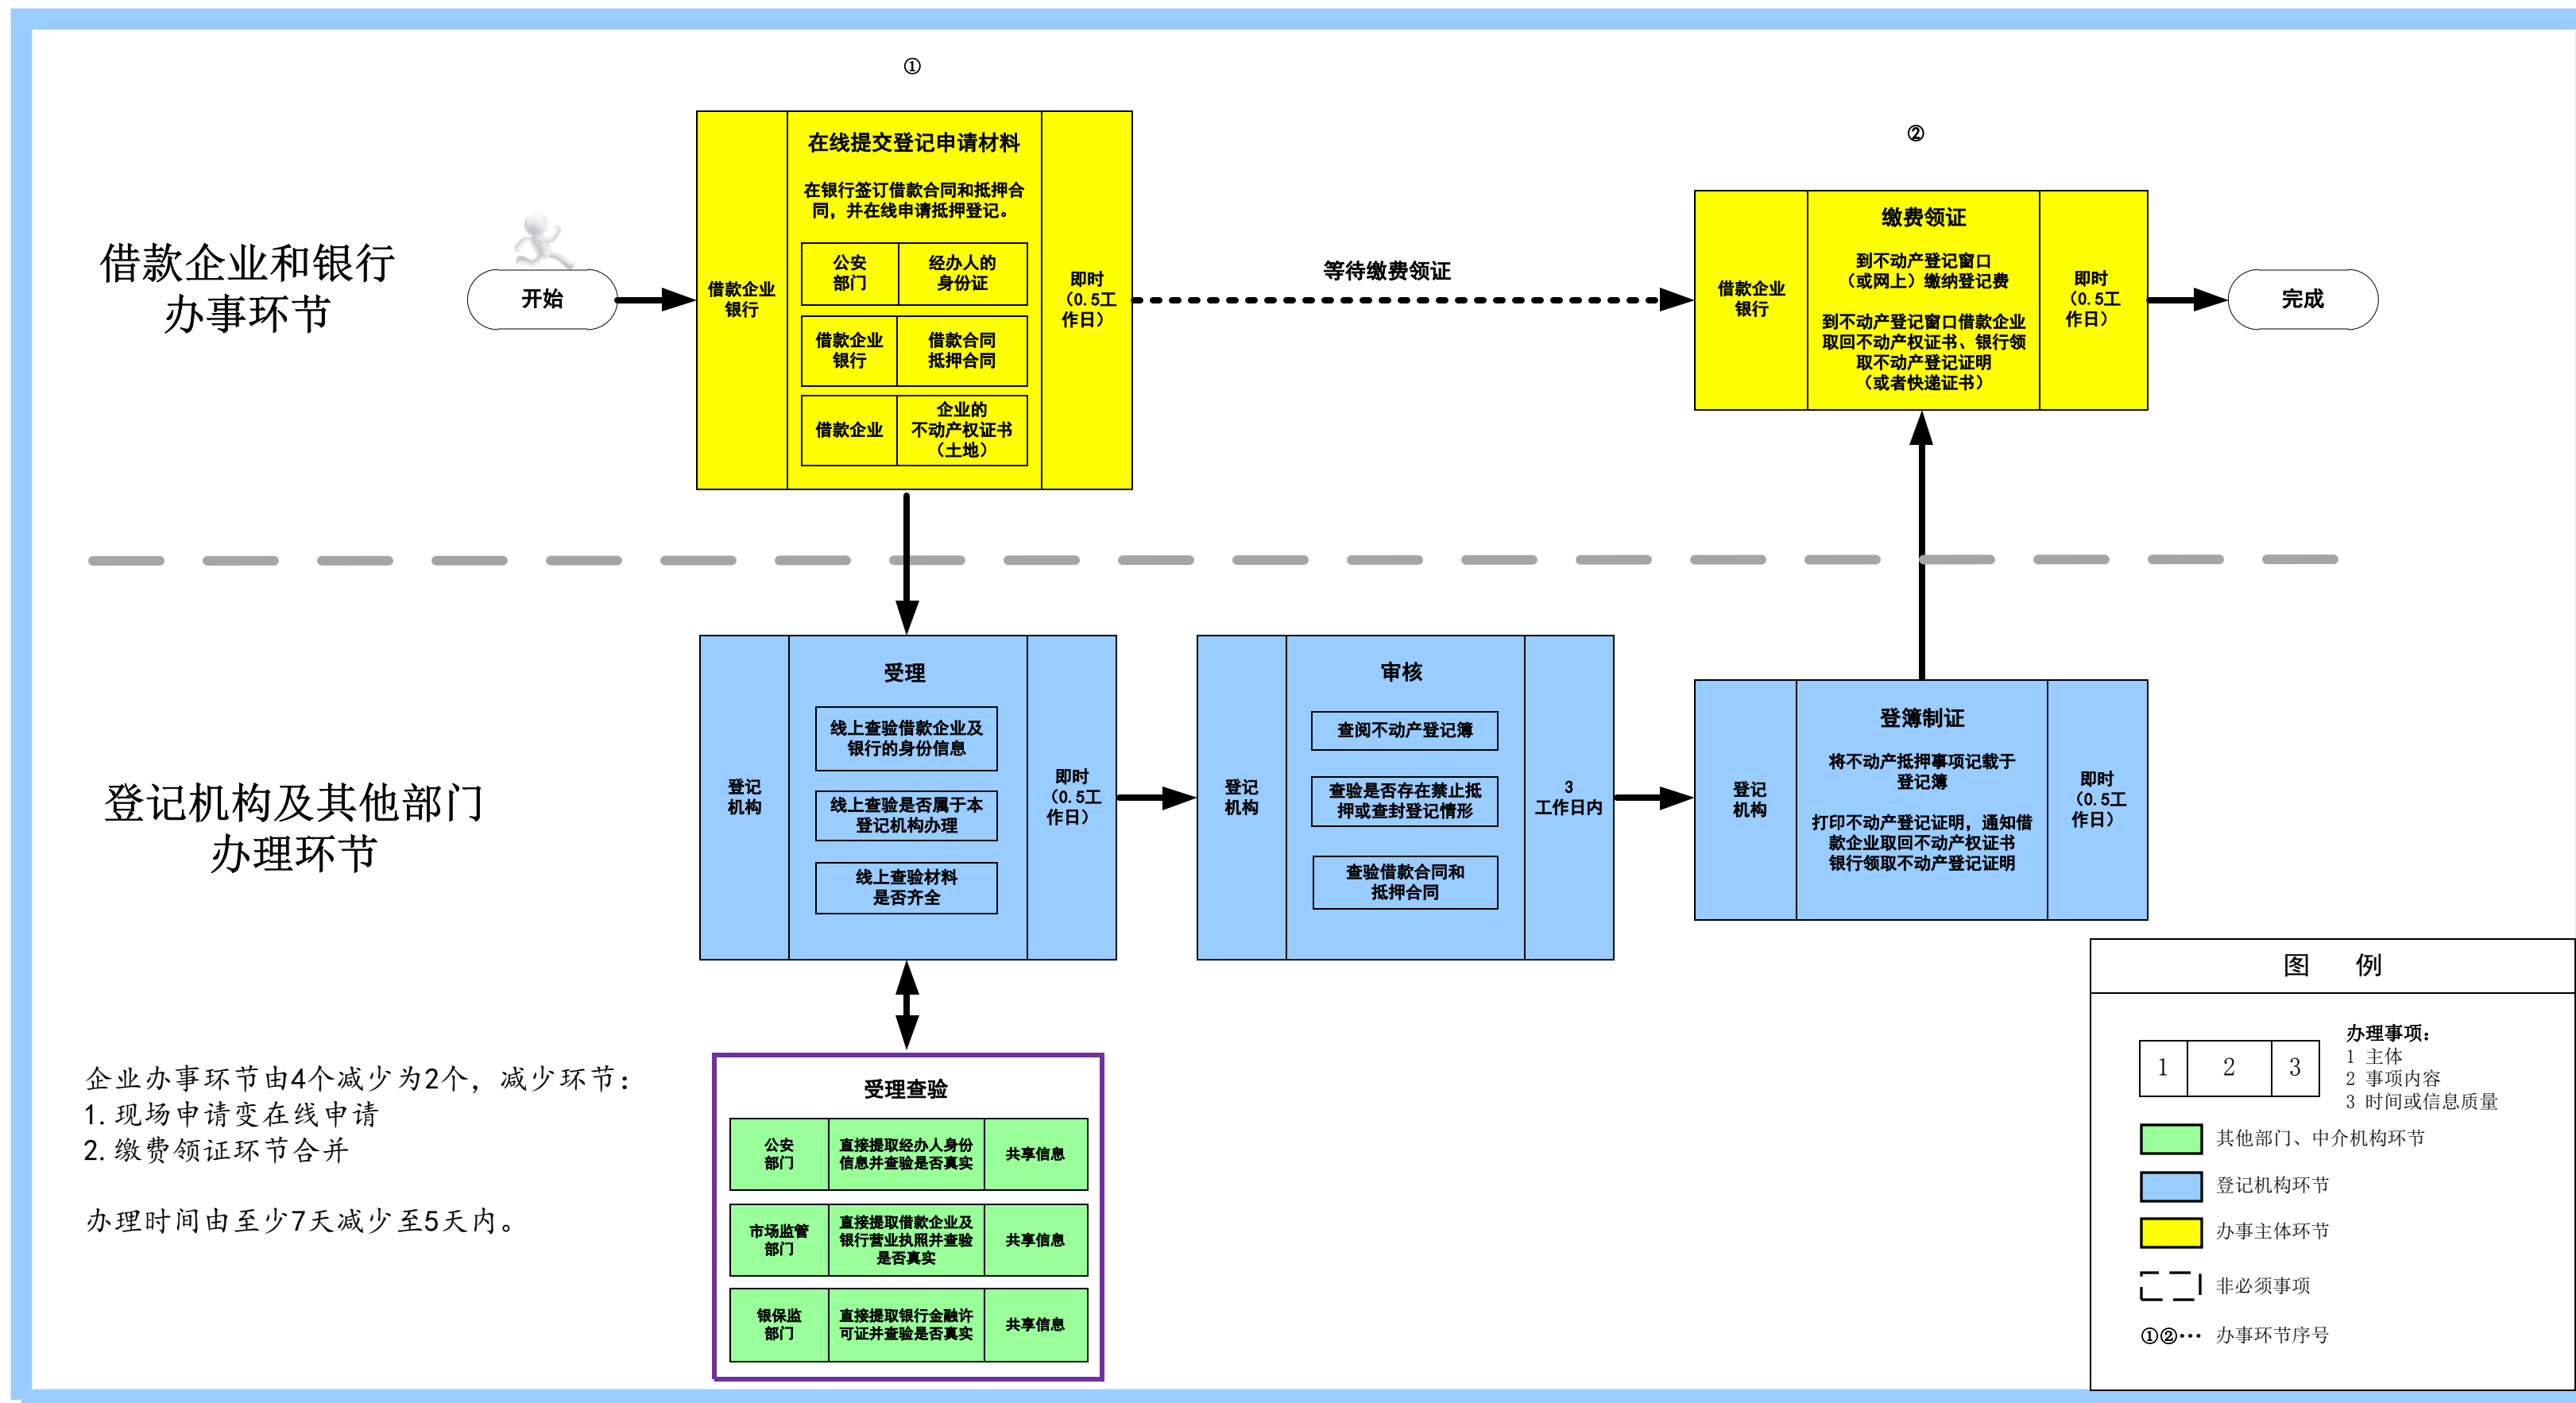 ①
②
借款企业和银行
办事环节
开始
借款企业
银行
在线提交登记申请材料
在银行签订借款合同和抵押合
同，并在线申请抵押登记。
公安
部门
经办人的
身份证
借款企业
银行
借款合同
抵押合同
借款企业
企业的
不动产权证书
（土地）
即时
（0.5工
作日）
等待缴费领证
借款企业
银行
缴费领证
到不动产登记窗口
（或网上）缴纳登记费
到不动产登记窗口借款企业
取回不动产权证书、银行领
取不动产登记证明
（或者快递证书）
即时
（0.5工
作日）
完成
登记机构及其他部门
办理环节
登记
机构
受理
线上查验借款企业及
银行的身份信息
线上查验是否属于本
登记机构办理
线上查验材料
是否齐全
即时
（0.5工
作日）
登记
机构
审核
查阅不动产登记簿
查验是否存在禁止抵
押或查封登记情形
查验借款合同和
抵押合同
3
工作日内
登记
机构
登簿制证
将不动产抵押事项记载于
登记簿
打印不动产登记证明，通知借
款企业取回不动产权证书
银行领取不动产登记证明
即时
（0.5工
作日）
企业办事环节由4个减少为2个，减少环节：
1.现场申请变在线申请
2.缴费领证环节合并
办理时间由至少7天减少至5天内。
受理查验
公安
部门
直接提取经办人身份
信息并查验是否真实
共享信息
市场监管
部门
直接提取借款企业及
银行营业执照并查验
是否真实
共享信息
银保监
部门
直接提取银行金融许
可证并查验是否真实
共享信息
图 例
1 2 3
办理事项：
1 主体
2 事项内容
3 时间或信息质量
其他部门、中介机构环节
登记机构环节
办事主体环节
非必须事项
①②… 办事环节序号